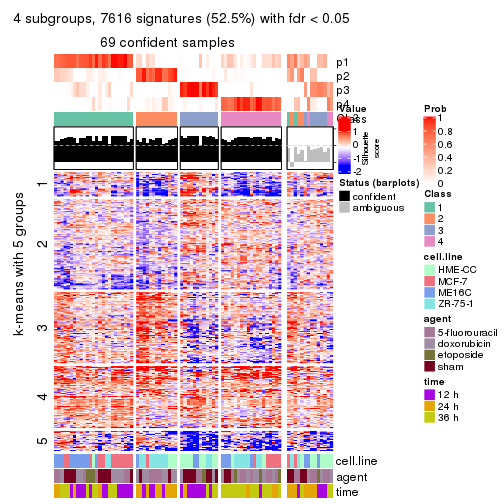 4 subgroups, 7616 signatures (52.5%) with fdr < 0.05
69 confident samples
p1
p2
p3
p4
Class
Silhouette
score
k-means with 5 groups
1
2
3
4
5
cell.line
agent
time
Value
1
0
-1
-2
Status (barplots)
confident
ambiguous
Prob
1
0.8
0.6
0.4
0.2
0
Class
1
2
3
4
cell.line
HME-CC
MCF-7
ME16C
ZR-75-1
agent
5-fluorouracil
doxorubicin
etoposide
sham
time
12 h
24 h
36 h